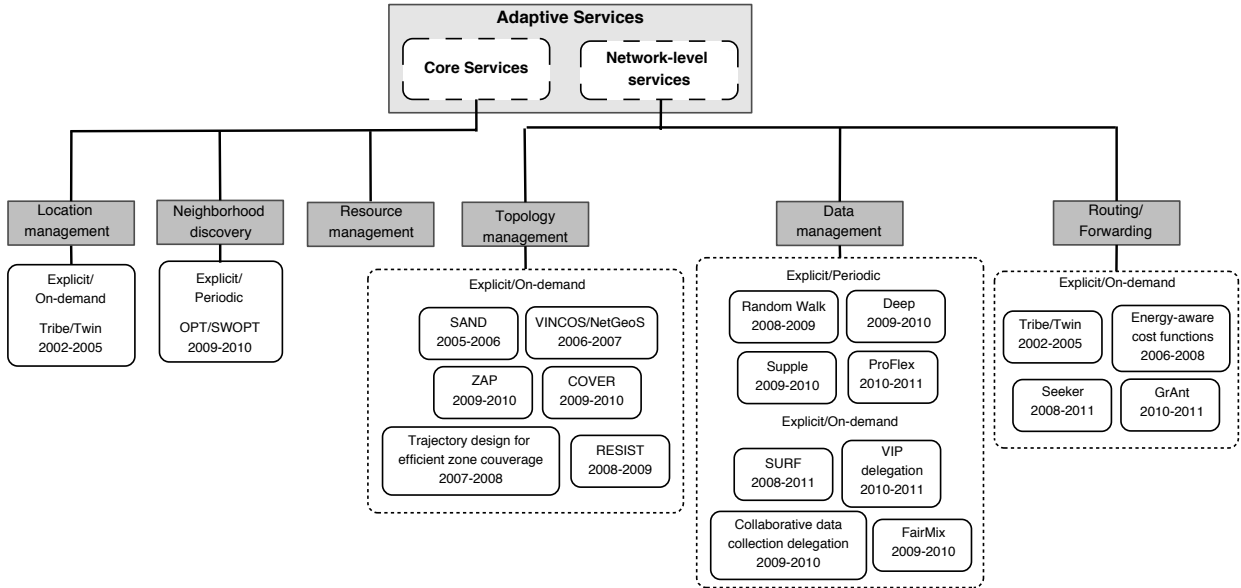 Adaptive Services
Core Services
Network-level
services
Location
management
Neighborhood
discovery
Resource
management
Topology
management
Data
management
Routing/
Forwarding
Explicit/
On-demand
Tribe/Twin
2002-2005
Explicit/
Periodic
OPT/SWOPT
2009-2010
Explicit/On-demand
SAND
2005-2006
VINCOS/NetGeoS
2006-2007
ZAP
2009-2010
COVER
2009-2010
Trajectory design for
efficient zone couverage
2007-2008
RESIST
2008-2009
Explicit/Periodic
Random Walk
2008-2009
Deep
2009-2010
Supple
2009-2010
ProFlex
2010-2011
Explicit/On-demand
SURF
2008-2011
VIP
delegation
2010-2011
Collaborative data
collection delegation
2009-2010
FairMix
2009-2010
Explicit/On-demand
Tribe/Twin
2002-2005
Energy-aware
cost functions
2006-2008
Seeker
2008-2011
GrAnt
2010-2011